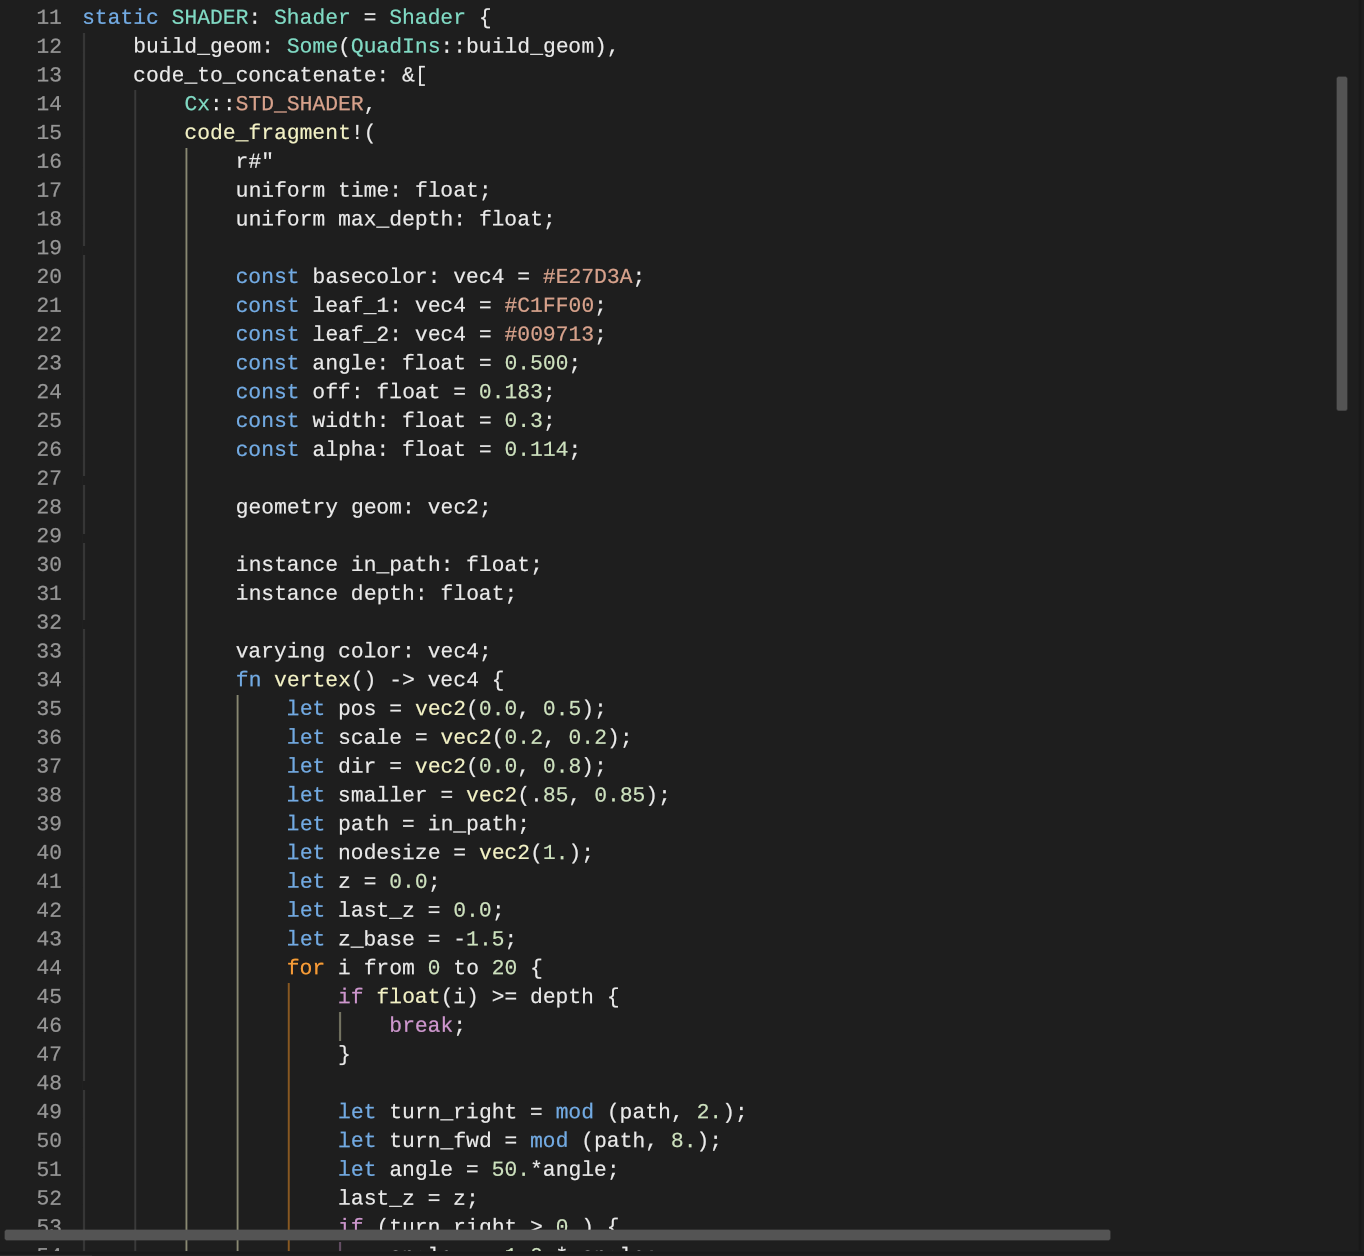 11 static SHADER: Shader = Shader {
12     build_geom: Some(QuadIns::build_geom),
13     code_to_concatenate: &[
14         Cx::STD_SHADER,
15         code_fragment!(
16             r#"
17             uniform time: float;
18             uniform max_depth: float;
19
20             const basecolor: vec4 = #E27D3A;
21             const leaf_1: vec4 = #C1FF00;
22             const leaf_2: vec4 = #009713;
23             const angle: float = 0.500;
24             const off: float = 0.183;
25             const width: float = 0.3;
26             const alpha: float = 0.114;
27
28             geometry geom: vec2;
29
30             instance in_path: float;
31             instance depth: float;
32
33             varying color: vec4;
34             fn vertex() -> vec4 {
35                 let pos = vec2(0.0, 0.5);
36                 let scale = vec2(0.2, 0.2);
37                 let dir = vec2(0.0, 0.8);
38                 let smaller = vec2(.85, 0.85);
39                 let path = in_path;
40                 let nodesize = vec2(1.);
41                 let z = 0.0;
42                 let last_z = 0.0;
43                 let z_base = -1.5;
44                 for i from 0 to 20 {
45                     if float(i) >= depth {
46                         break;
47                     }
48
49                     let turn_right = mod (path, 2.);
50                     let turn_fwd = mod (path, 8.);
51                     let angle = 50.*angle;
52                     last_z = z;
53                     if (turn_right > 0.) {